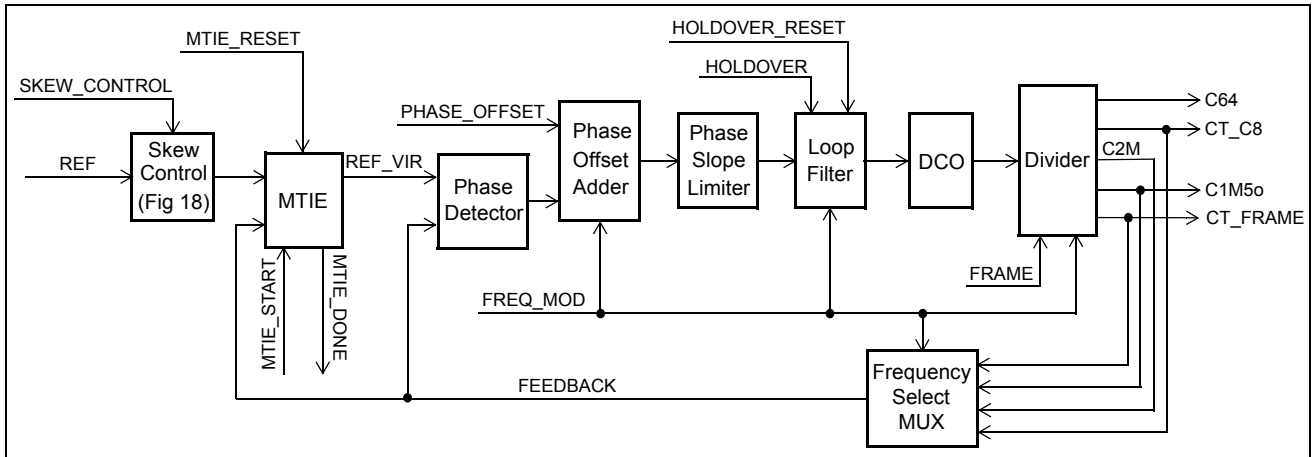 HOLDOVER_RESET
MTIE_RESET
HOLDOVER
SKEW_CONTROL
PHASE_OFFSET
C64
CT_C8
C2M
C1M5o
CT_FRAME
REF
Skew
Control
(Fig 18)
MTIE
REF_VIR
Phase
Detector
Phase
Offset
Adder
Phase
Slope
Limiter
Loop
Filter
DCO
Divider
MTIE_START
MTIE_DONE
FRAME
FREQ_MOD
FEEDBACK
Frequency
Select
MUX